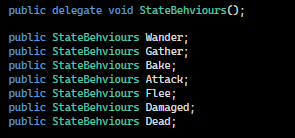 public delegate void StateBehviours();
public StateBehviours Wander;
public StateBehviours Gather;
public StateBehviours Bake;
public StateBehviours Attack;
public StateBehviours Flee;
public StateBehviours Damaged;
public StateBehviours Dead;